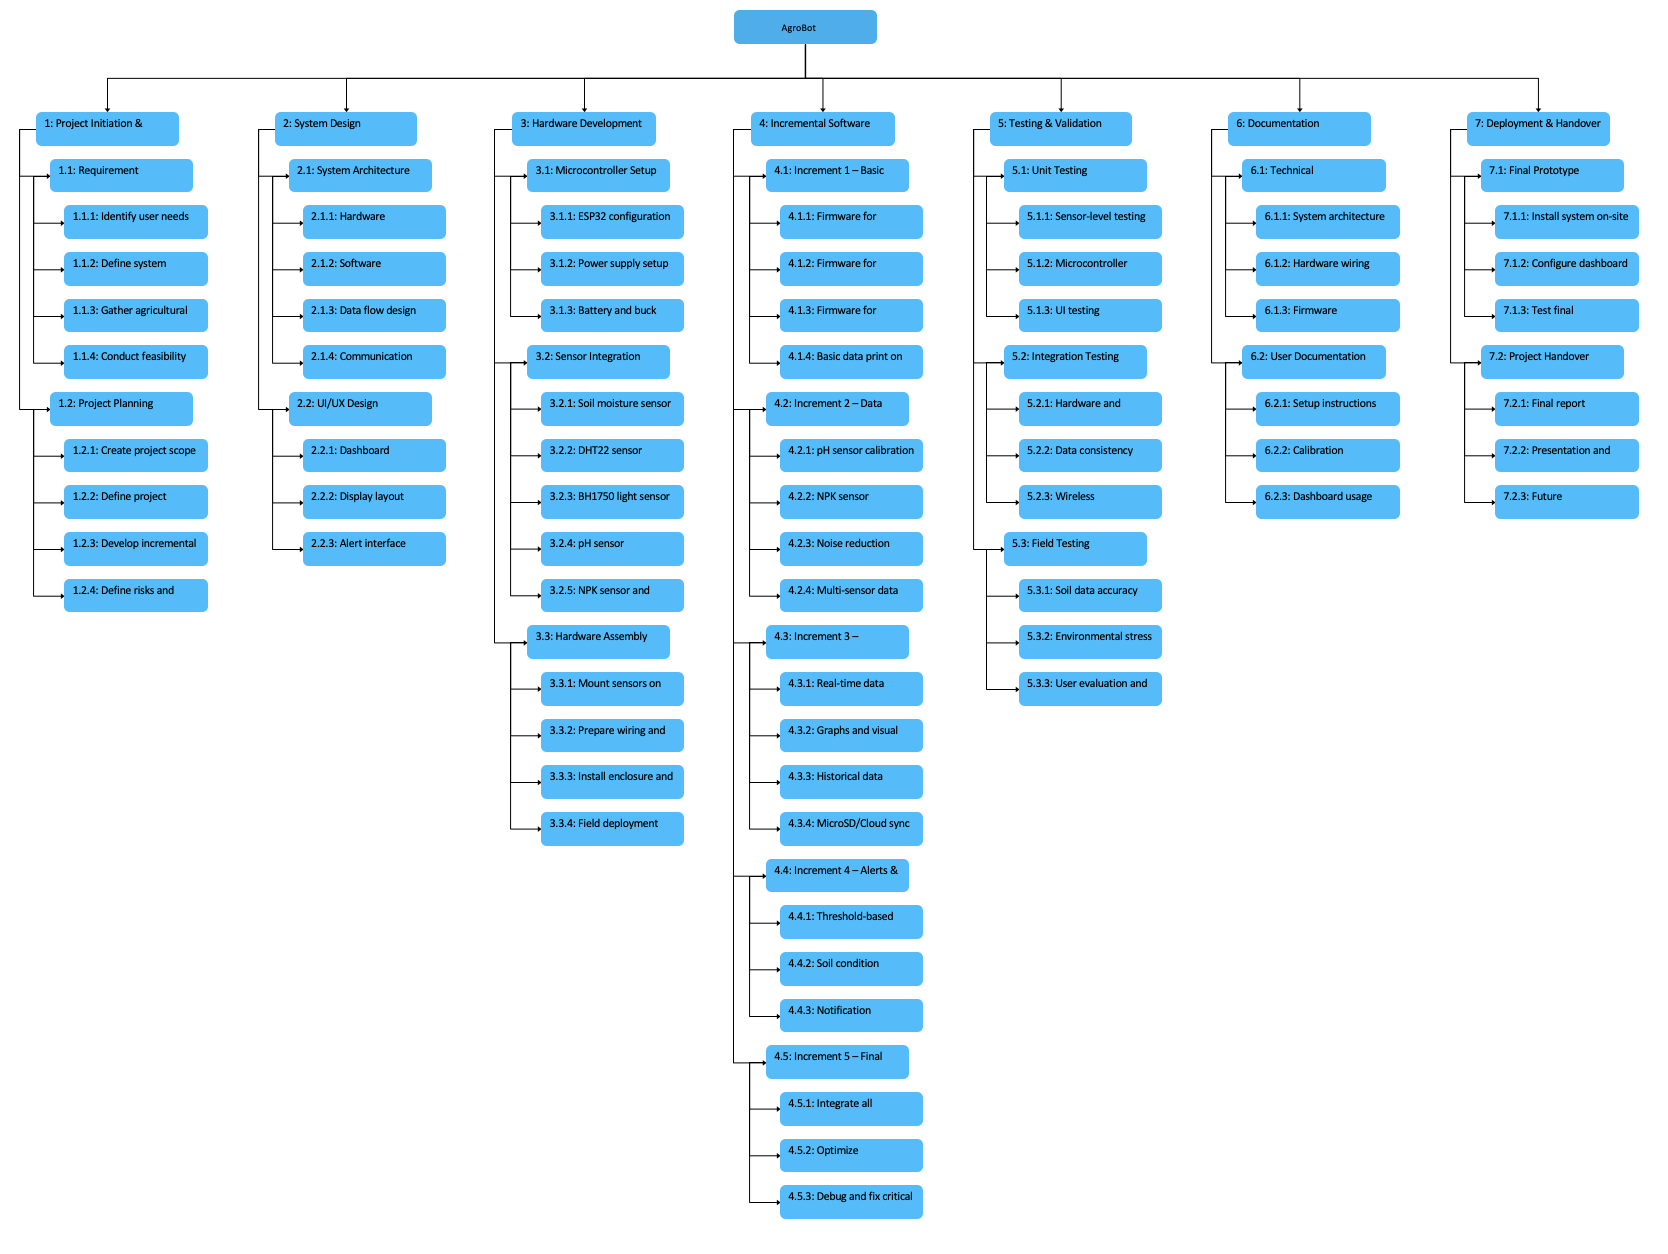 AgroBot
1: Project Initiation &
1.1: Requirement
1.1.1: Identify user needs
1.1.2: Define system
1.1.3: Gather agricultural
1.1.4: Conduct feasibility
1.2: Project Planning
1.2.1: Create project scope
1.2.2: Define project
1.2.3: Develop incremental
1.2.4: Define risks and
2: System Design
2.1: System Architecture
2.1.1: Hardware
2.1.2: Software
2.1.3: Data flow design
2.1.4: Communication
2.2: UI/UX Design
2.2.1: Dashboard
2.2.2: Display layout
2.2.3: Alert interface
3: Hardware Development
3.1: Microcontroller Setup
3.1.1: ESP32 configuration
3.1.2: Power supply setup
3.1.3: Battery and buck
3.2: Sensor Integration
3.2.1: Soil moisture sensor
3.2.2: DHT22 sensor
3.2.3: BH1750 light sensor
3.2.4: pH sensor
3.2.5: NPK sensor and
3.3: Hardware Assembly
3.3.1: Mount sensors on
3.3.2: Prepare wiring and
3.3.3: Install enclosure and
3.3.4: Field deployment
4: Incremental Software
4.1: Increment 1 – Basic
4.1.1: Firmware for
4.1.2: Firmware for
4.1.3: Firmware for
4.1.4: Basic data print on
4.2: Increment 2 – Data
4.2.1: pH sensor calibration
4.2.2: NPK sensor
4.2.3: Noise reduction
4.2.4: Multi-sensor data
4.3: Increment 3 –
4.3.1: Real-time data
4.3.2: Graphs and visual
4.3.3: Historical data
4.3.4: MicroSD/Cloud sync
4.4: Increment 4 – Alerts &
4.4.1: Threshold-based
4.4.2: Soil condition
4.4.3: Notification
4.5: Increment 5 – Final
4.5.1: Integrate all
4.5.2: Optimize
4.5.3: Debug and fix critical
5: Testing & Validation
5.1: Unit Testing
5.1.1: Sensor-level testing
5.1.2: Microcontroller
5.1.3: UI testing
5.2: Integration Testing
5.2.1: Hardware and
5.2.2: Data consistency
5.2.3: Wireless
5.3: Field Testing
5.3.1: Soil data accuracy
5.3.2: Environmental stress
5.3.3: User evaluation and
6: Documentation
6.1: Technical
6.1.1: System architecture
6.1.2: Hardware wiring
6.1.3: Firmware
6.2: User Documentation
6.2.1: Setup instructions
6.2.2: Calibration
6.2.3: Dashboard usage
7: Deployment & Handover
7.1: Final Prototype
7.1.1: Install system on-site
7.1.2: Configure dashboard
7.1.3: Test final
7.2: Project Handover
7.2.1: Final report
7.2.2: Presentation and
7.2.3: Future